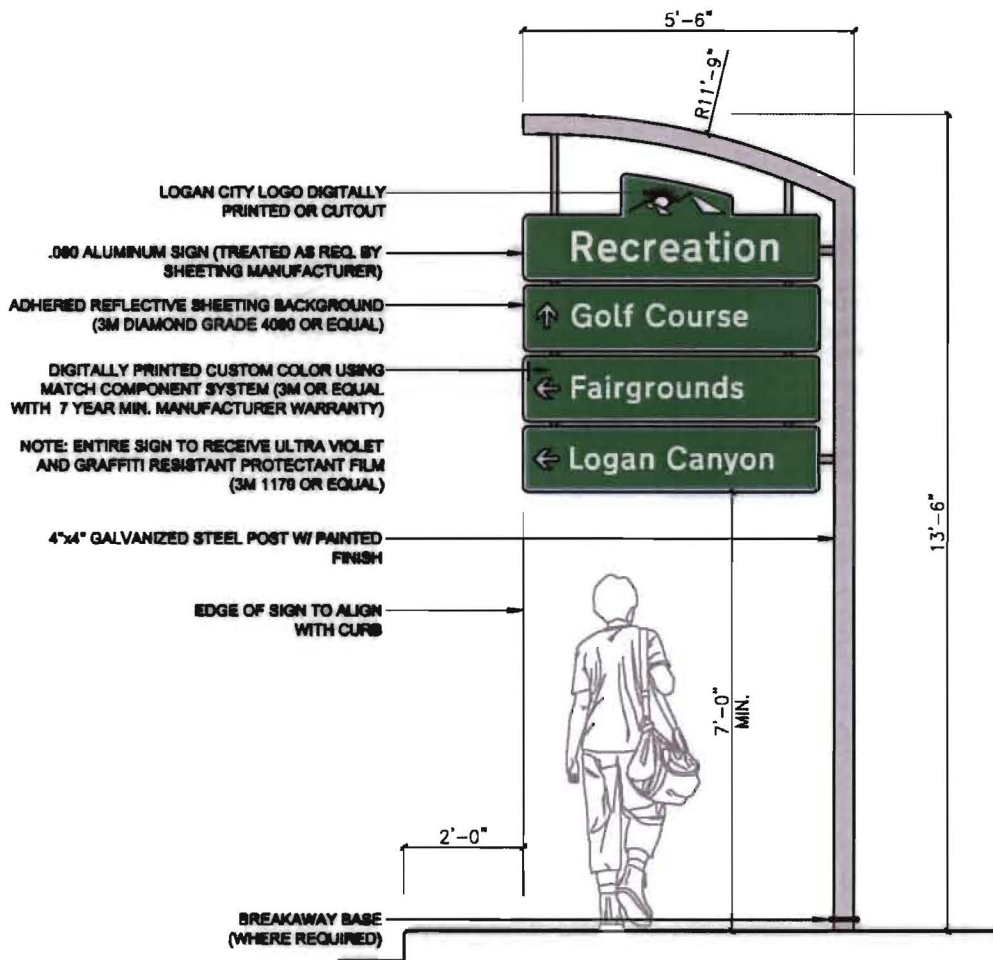 5'-6"
R11'-9"
LOGAN CITY LOGO DIGITALLY
PRINTED OR CUTOUT
.080 ALUMINUM SIGN (TREATED AS REQ. BY
SHEETING MANUFACTURER)
ADHERED REFLECTIVE SHEETING BACKGROUND
(3M DIAMOND GRADE 4090 OR EQUAL)
DIGITALLY PRINTED CUSTOM COLOR USING
MATCH COMPONENT SYSTEM (3M OR EQUAL
WITH 7 YEAR MIN. MANUFACTURER WARRANTY)
NOTE: ENTIRE SIGN TO RECEIVE ULTRA VIOLET
AND GRAFFITI RESISTANT PROTECTANT FILM
(3M 1170 OR EQUAL)
4"x4" GALVANIZED STEEL POST W/ PAINTED
FINISH
EDGE OF SIGN TO ALIGN
WITH CURB
BREAKAWAY BASE
(WHERE REQUIRED)
Recreation
Golf Course
Fairgrounds
Logan Canyon
13'-6"
7'-0"
MIN.
2'-0"